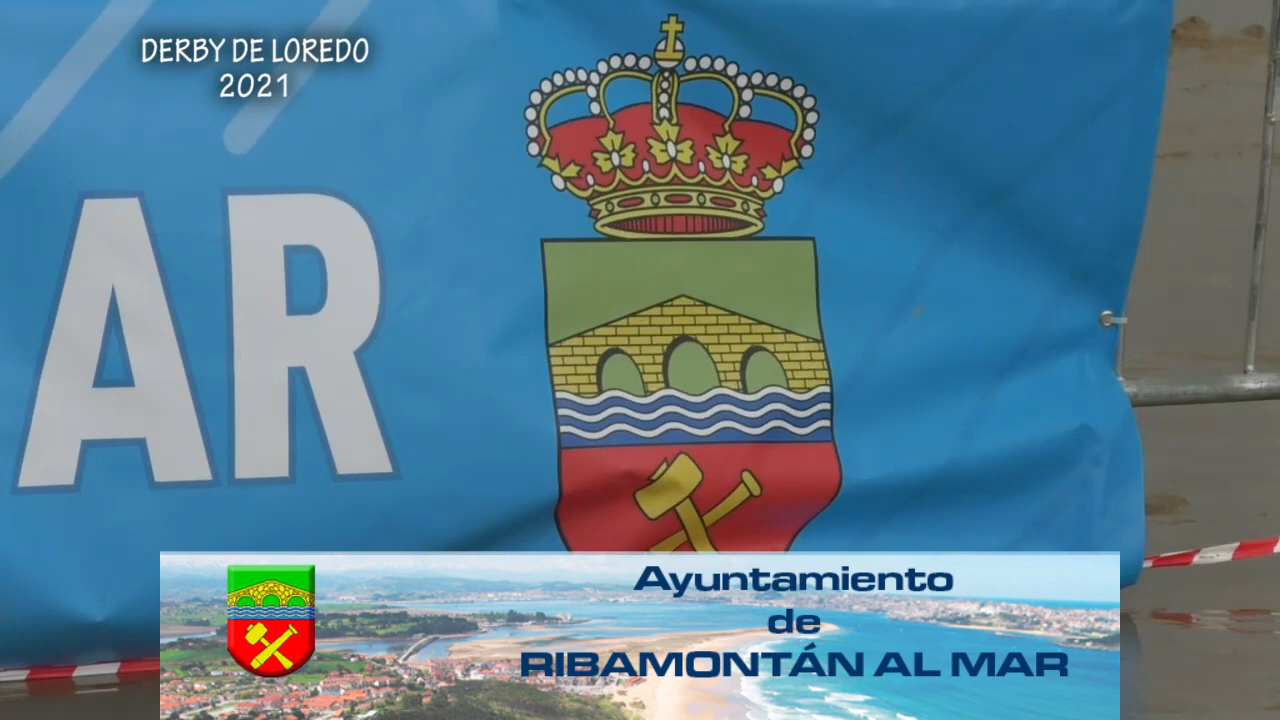 DERBY DE LOREDO
2021
AR
Ayuntamiento
de
RIBAMONTÁN AL MAR